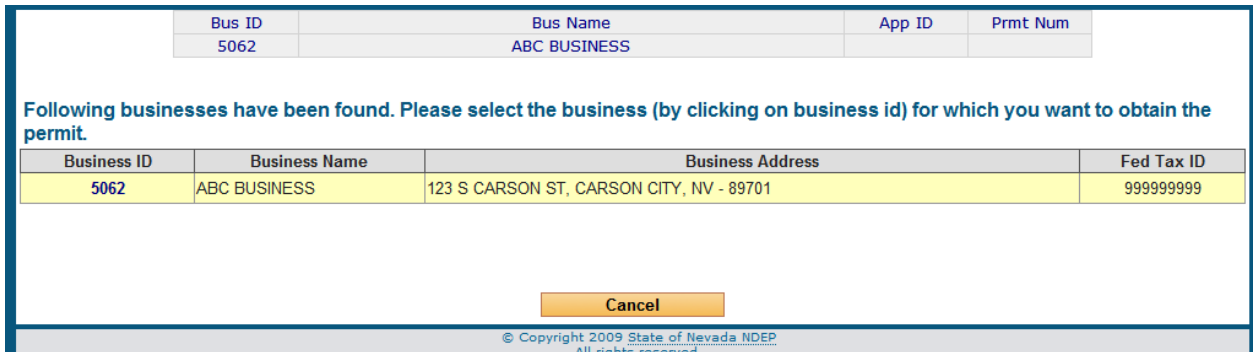 Bus ID Bus Name App ID Prmt Num
5062 ABC BUSINESS
Following businesses have been found. Please select the business (by clicking on business id) for which you want to obtain the
permit.
Business ID Business Name Business Address Fed Tax ID
5062 ABC BUSINESS 123 S CARSON ST, CARSON CITY, NV - 89701 999999999
Cancel
© Copyright 2009 State of Nevada NDEP
All rights reserved